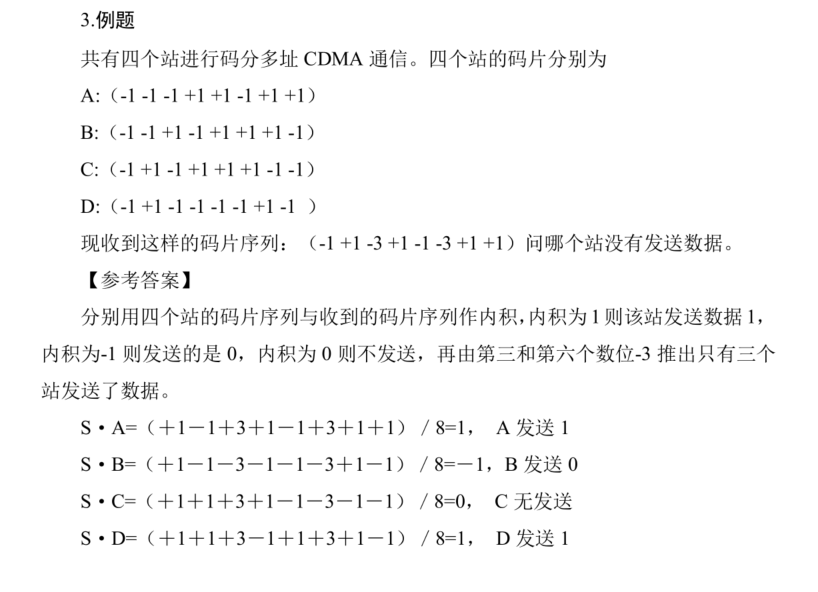 3.例题
共有四个站进行码分多址 CDMA 通信。四个站的码片分别为
A:（-1 -1 -1 +1 +1 -1 +1 +1）
B:（-1 -1 +1 -1 +1 +1 +1 -1）
C:（-1 +1 -1 +1 +1 +1 -1 -1）
D:（-1 +1 -1 -1 -1 -1 +1 -1 ）
现收到这样的码片序列：（-1 +1 -3 +1 -1 -3 +1 +1）问哪个站没有发送数据。
【参考答案】
分别用四个站的码片序列与收到的码片序列作内积，内积为 1 则该站发送数据 1，
内积为-1 则发送的是 0，内积为 0 则不发送，再由第三和第六个数位-3 推出只有三个
站发送了数据。
S·A=（＋1－1＋3＋1－1＋3＋1＋1）／8=1， A 发送 1
S·B=（＋1－1－3－1－1－3＋1－1）／8=－1，B 发送 0
S·C=（＋1＋1＋3＋1－1－3－1－1）／8=0， C 无发送
S·D=（＋1＋1＋3－1＋1＋3＋1－1）／8=1， D 发送 1